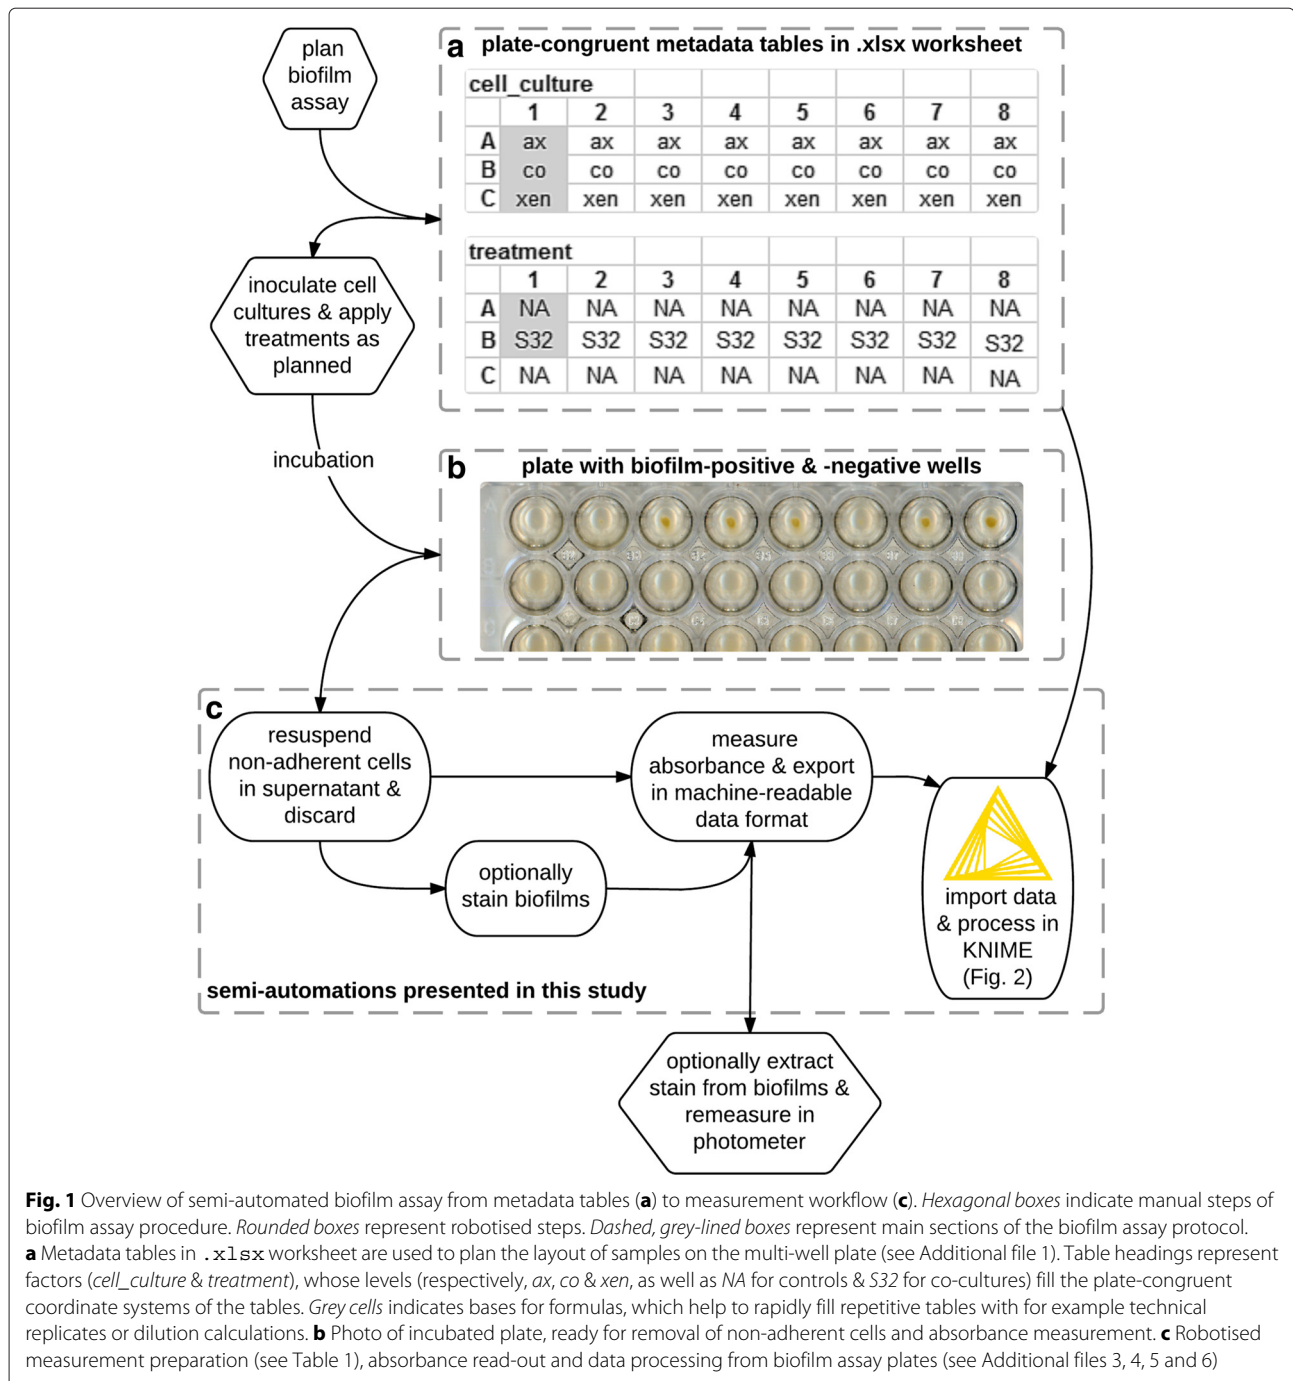 plan
biofilm
assay
a plate-congruent metadata tables in .xlsx worksheet
cell_culture
1 2 3 4 5 6 7 8
A ax ax ax ax ax ax ax ax
B co co co co co co co co
C xen xen xen xen xen xen xen xen
treatment
1 2 3 4 5 6 7 8
A NA NA NA NA NA NA NA NA
B S32 S32 S32 S32 S32 S32 S32 S32
C NA NA NA NA NA NA NA NA
inoculate cell
cultures & apply
treatments as
planned
incubation
b plate with biofilm-positive & -negative wells
c
resuspend
non-adherent cells
in supernatant &
discard
measure
absorbance & export
in machine-readable
data format
optionally
stain biofilms
import data
& process in
KNIME
(Fig. 2)
semi-automations presented in this study
optionally extract
stain from biofilms &
remeasure in
photometer
Fig. 1 Overview of semi-automated biofilm assay from metadata tables (a) to measurement workflow (c). Hexagonal boxes indicate manual steps of
biofilm assay procedure. Rounded boxes represent robotised steps. Dashed, grey-lined boxes represent main sections of the biofilm assay protocol.
a Metadata tables in .xlsx worksheet are used to plan the layout of samples on the multi-well plate (see Additional file 1). Table headings represent
factors (cell_culture & treatment), whose levels (respectively, ax, co & xen, as well as NA for controls & S32 for co-cultures) fill the plate-congruent
coordinate systems of the tables. Grey cells indicates bases for formulas, which help to rapidly fill repetitive tables with for example technical
replicates or dilution calculations. b Photo of incubated plate, ready for removal of non-adherent cells and absorbance measurement. c Robotised
measurement preparation (see Table 1), absorbance read-out and data processing from biofilm assay plates (see Additional files 3, 4, 5 and 6)